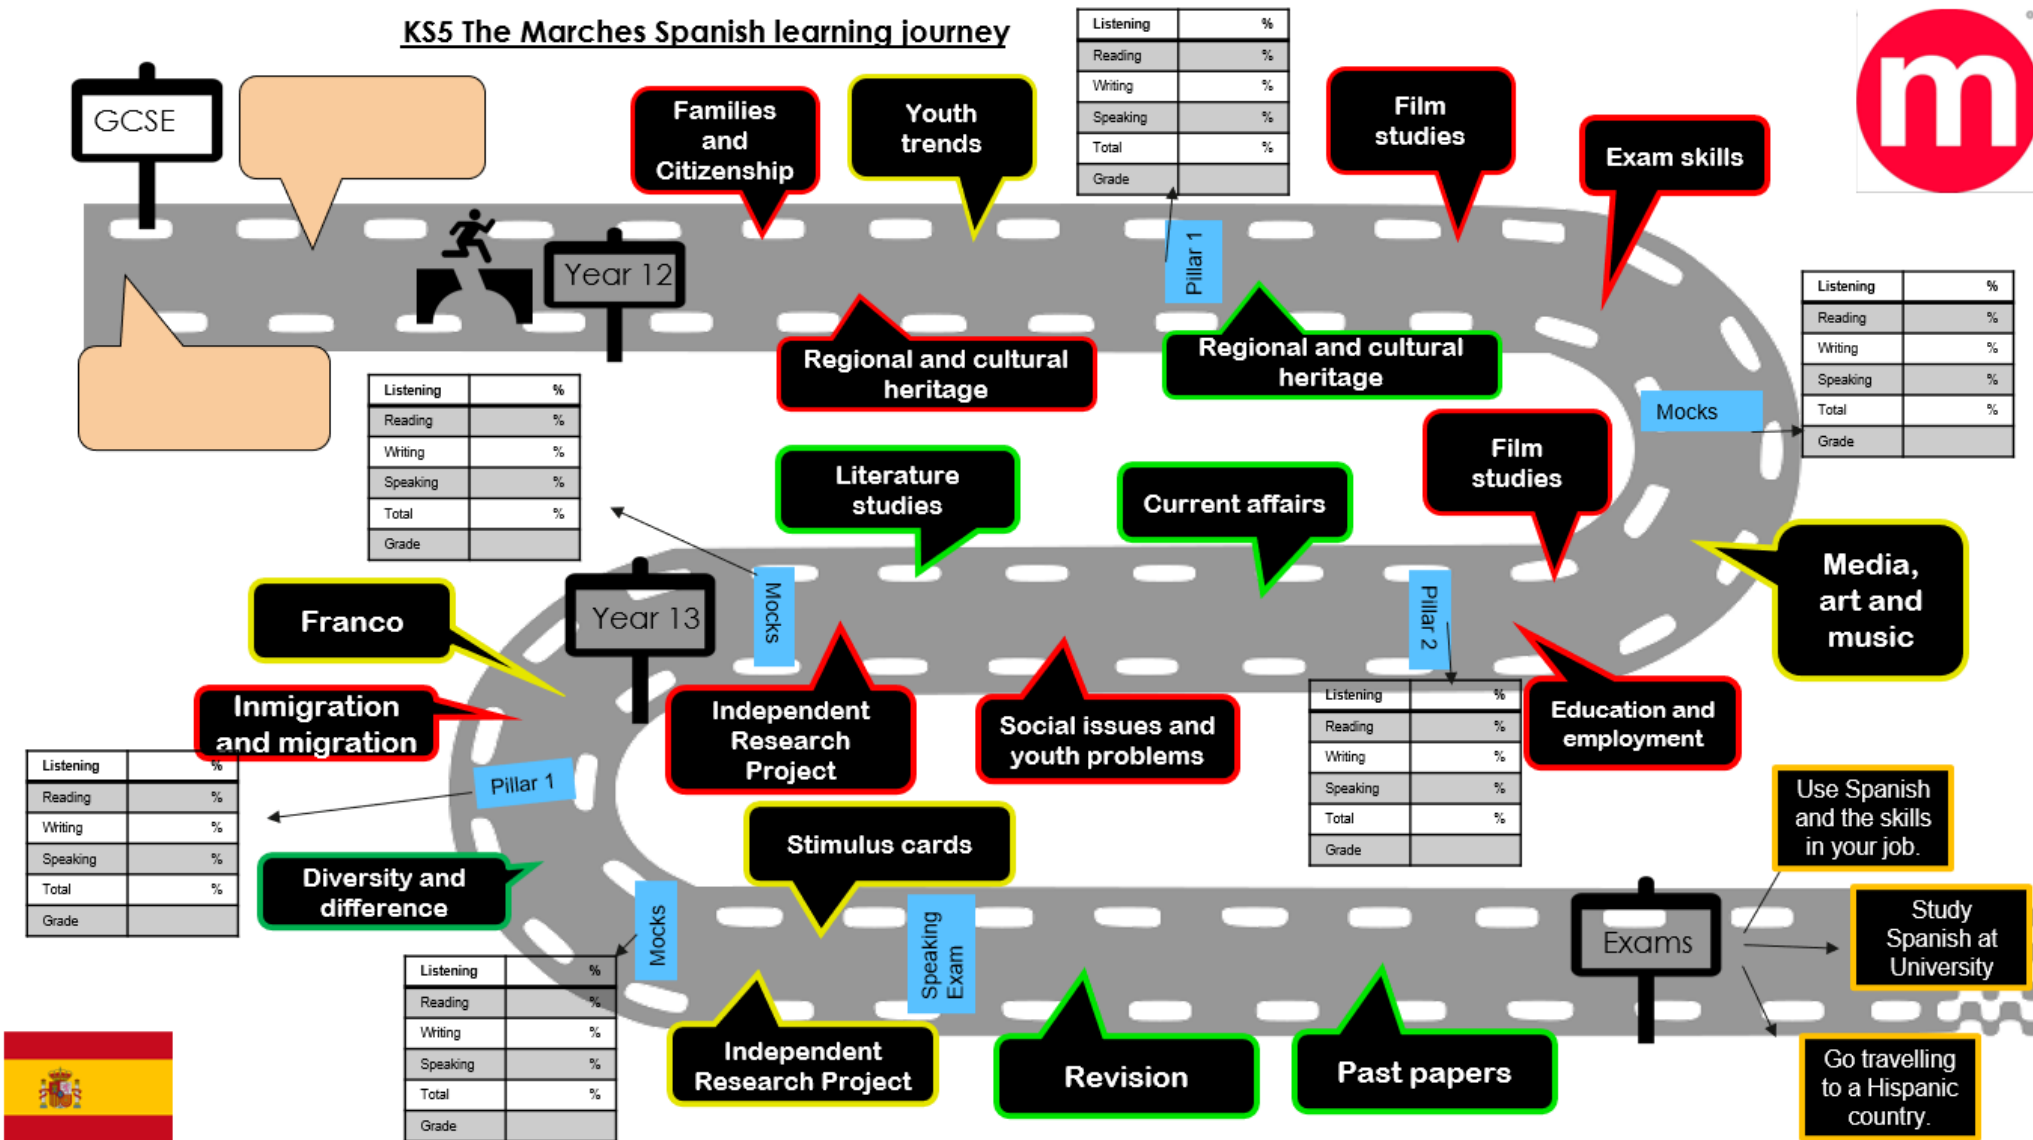 KS5 The Marches Spanish learning journey
m
GCSE
Families
and
Citizenship
Youth
trends
Listening %
Reading %
Writing %
Speaking %
Total %
Grade
Film
studies
Exam skills
Year 12
Pillar 1
Regional and cultural
heritage
Regional and cultural
heritage
Listening %
Reading %
Writing %
Speaking %
Total %
Grade
Mocks
Film
studies
Media,
art and
music
Current affairs
Literature
studies
Education and
employment
Pillar 2
Listening %
Reading %
Writing %
Speaking %
Total %
Grade
Social issues and
youth problems
Independent
Research
Project
Mocks
Listening %
Reading %
Writing %
Speaking %
Total %
Grade
Year 13
Franco
Inmigration
and migration
Pillar 1
Listening %
Reading %
Writing %
Speaking %
Total %
Grade
Diversity and
difference
Mocks
Listening %
Reading %
Writing %
Speaking %
Total %
Grade
Stimulus cards
Independent
Research Project
Speaking
Exam
Revision
Past papers
Exams
Use Spanish
and the skills
in your job.
Study
Spanish at
University
Go travelling
to a Hispanic
country.